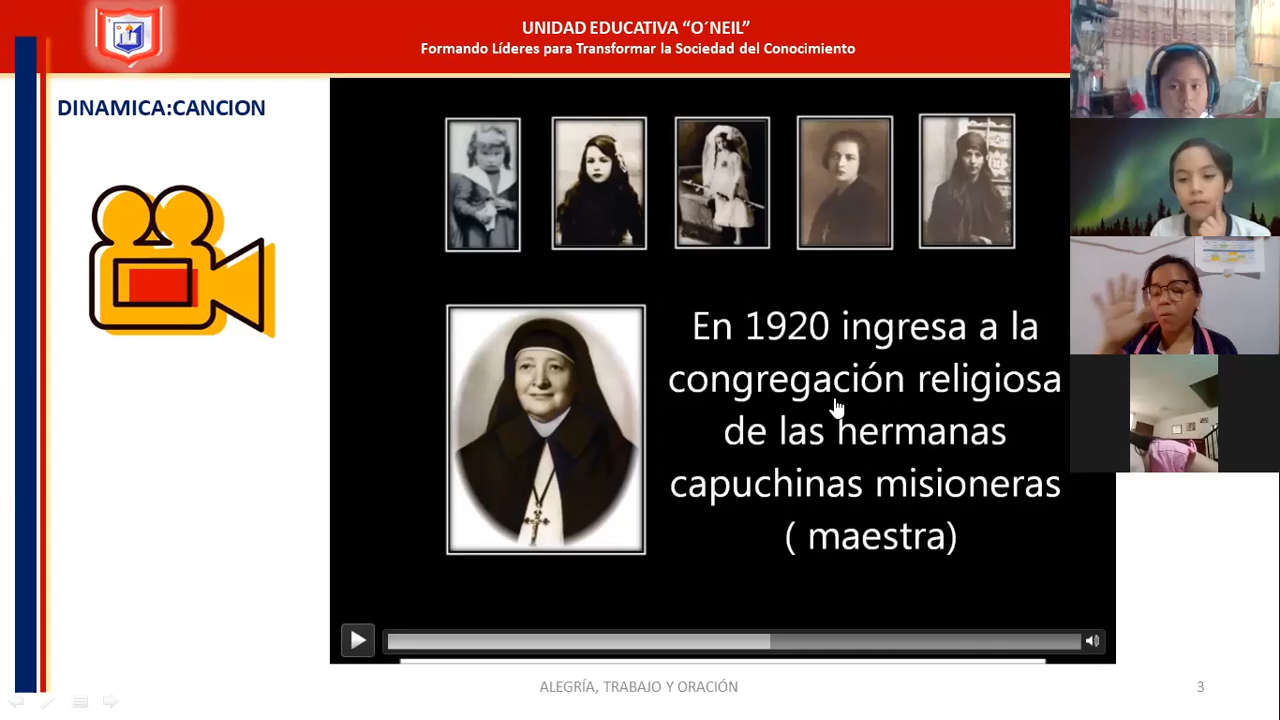 UNIDAD EDUCATIVA “O´NEIL”
Formando Líderes para Transformar la Sociedad del Conocimiento
DINAMICA:CANCION
En 1920 ingresa a la
congregación religiosa
de las hermanas
capuchinas misioneras
( maestra)
ALEGRÍA, TRABAJO Y ORACIÓN
3